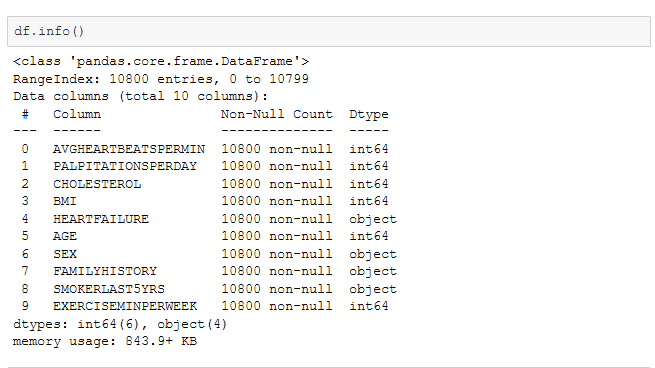 df.info()
<class 'pandas.core.frame.DataFrame'>
RangeIndex: 10800 entries, 0 to 10799
Data columns (total 10 columns):
 #   Column                Non-Null Count  Dtype
---  ------                --------------  -----
 0   AVGHEARTBEATSPERMIN   10800 non-null  int64
 1   PALPITATIONSPERDAY    10800 non-null  int64
 2   CHOLESTEROL           10800 non-null  int64
 3   BMI                   10800 non-null  int64
 4   HEARTFAILURE          10800 non-null  object
 5   AGE                   10800 non-null  int64
 6   SEX                   10800 non-null  object
 7   FAMILYHISTORY         10800 non-null  object
 8   SMOKERLAST5YRS        10800 non-null  object
 9   EXERCISEMINPERWEEK    10800 non-null  int64
dtypes: int64(6), object(4)
memory usage: 843.9+ KB